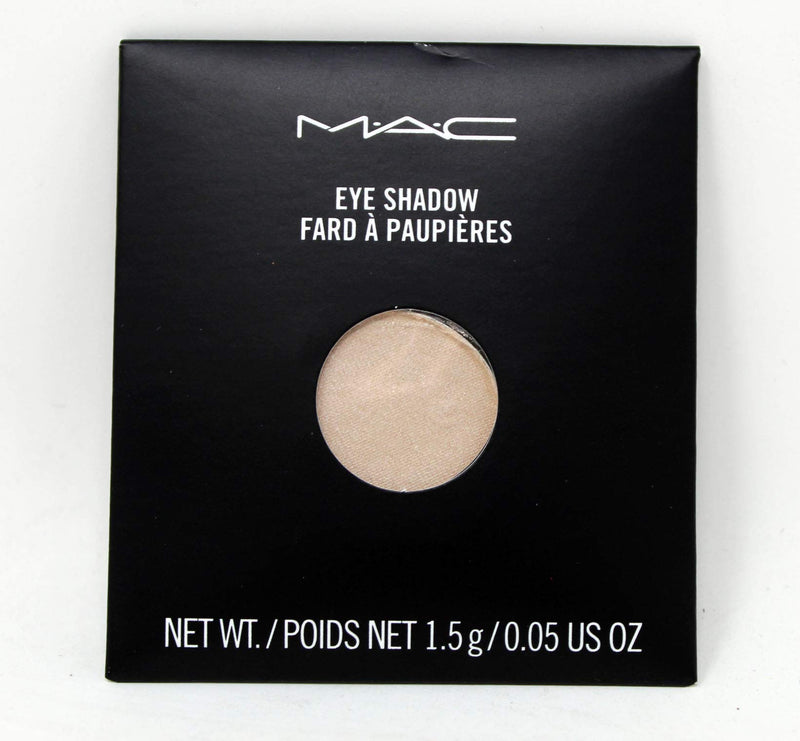 M·A·C
EYE SHADOW
FARD À PAUPIÈRES
NET WT. / POIDS NET 1.5 g / 0.05 US OZ